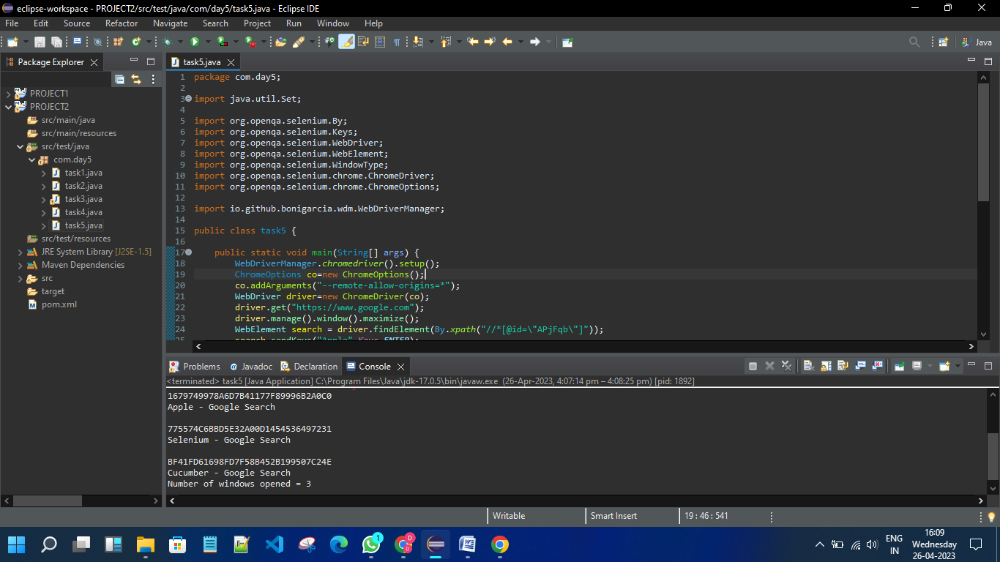 eclipse-workspace - PROJECT2/src/test/java/com/day5/task5.java - Eclipse IDE
File Edit Source Refactor Navigate Search Project Run Window Help
Java
Package Explorer
PROJECT1
PROJECT2
src/main/java
src/main/resources
src/test/java
com.day5
task1.java
task2.java
task3.java
task4.java
task5.java
src/test/resources
JRE System Library [J2SE-1.5]
Maven Dependencies
src
target
pom.xml
task5.java
1 package com.day5;
2
3 import java.util.Set;
4
5 import org.openqa.selenium.By;
6 import org.openqa.selenium.Keys;
7 import org.openqa.selenium.WebDriver;
8 import org.openqa.selenium.WebElement;
9 import org.openqa.selenium.WindowType;
10 import org.openqa.selenium.chrome.ChromeDriver;
11 import org.openqa.selenium.chrome.ChromeOptions;
12
13 import io.github.bonigarcia.wdm.WebDriverManager;
14
15 public class task5 {
16
17 public static void main(String[] args) {
18 WebDriverManager.chromedriver().setup();
19 ChromeOptions co=new ChromeOptions();
20 co.addArguments("--remote-allow-origins=*");
21 WebDriver driver=new ChromeDriver(co);
22 driver.get("https://www.google.com");
23 driver.manage().window().maximize();
24 WebElement search = driver.findElement(By.xpath("//*[@id=\"APjFqb\"]"));
25 search.sendKeys("Apple",Keys.ENTER);
Problems Javadoc Declaration Console
<terminated> task5 [Java Application] C:\Program Files\Java\jdk-17.0.5\bin\javaw.exe (26-Apr-2023, 4:07:14 pm – 4:08:25 pm) [pid: 1892]
1679749978A6D7B41177F89996B2A0C0
Apple - Google Search
775574C6BBD5E32A00D1454536497231
Selenium - Google Search
BF41FD61698FD7F58B452B199507C24E
Cucumber - Google Search
Number of windows opened = 3
Writable Smart Insert 19 : 46 : 541
1
D
D
ENG
IN
16:09
Wednesday
26-04-2023